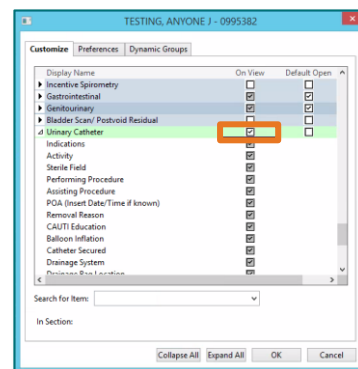 TESTING, ANYONE J - 0995382
Customize Preferences Dynamic Groups
Display Name On View Default Open
Incentive Spirometry
Gastrointestinal
Genitourinary
Bladder Scan/ Postvoid Residual
Urinary Catheter
Indications
Activity
Sterile Field
Performing Procedure
Assisting Procedure
POA (Insert Date/Time if known)
Removal Reason
CAUTI Education
Balloon Inflation
Catheter Secured
Drainage System
Drainage Bag Location
Search for Item:
In Section:
Collapse All Expand All OK Cancel